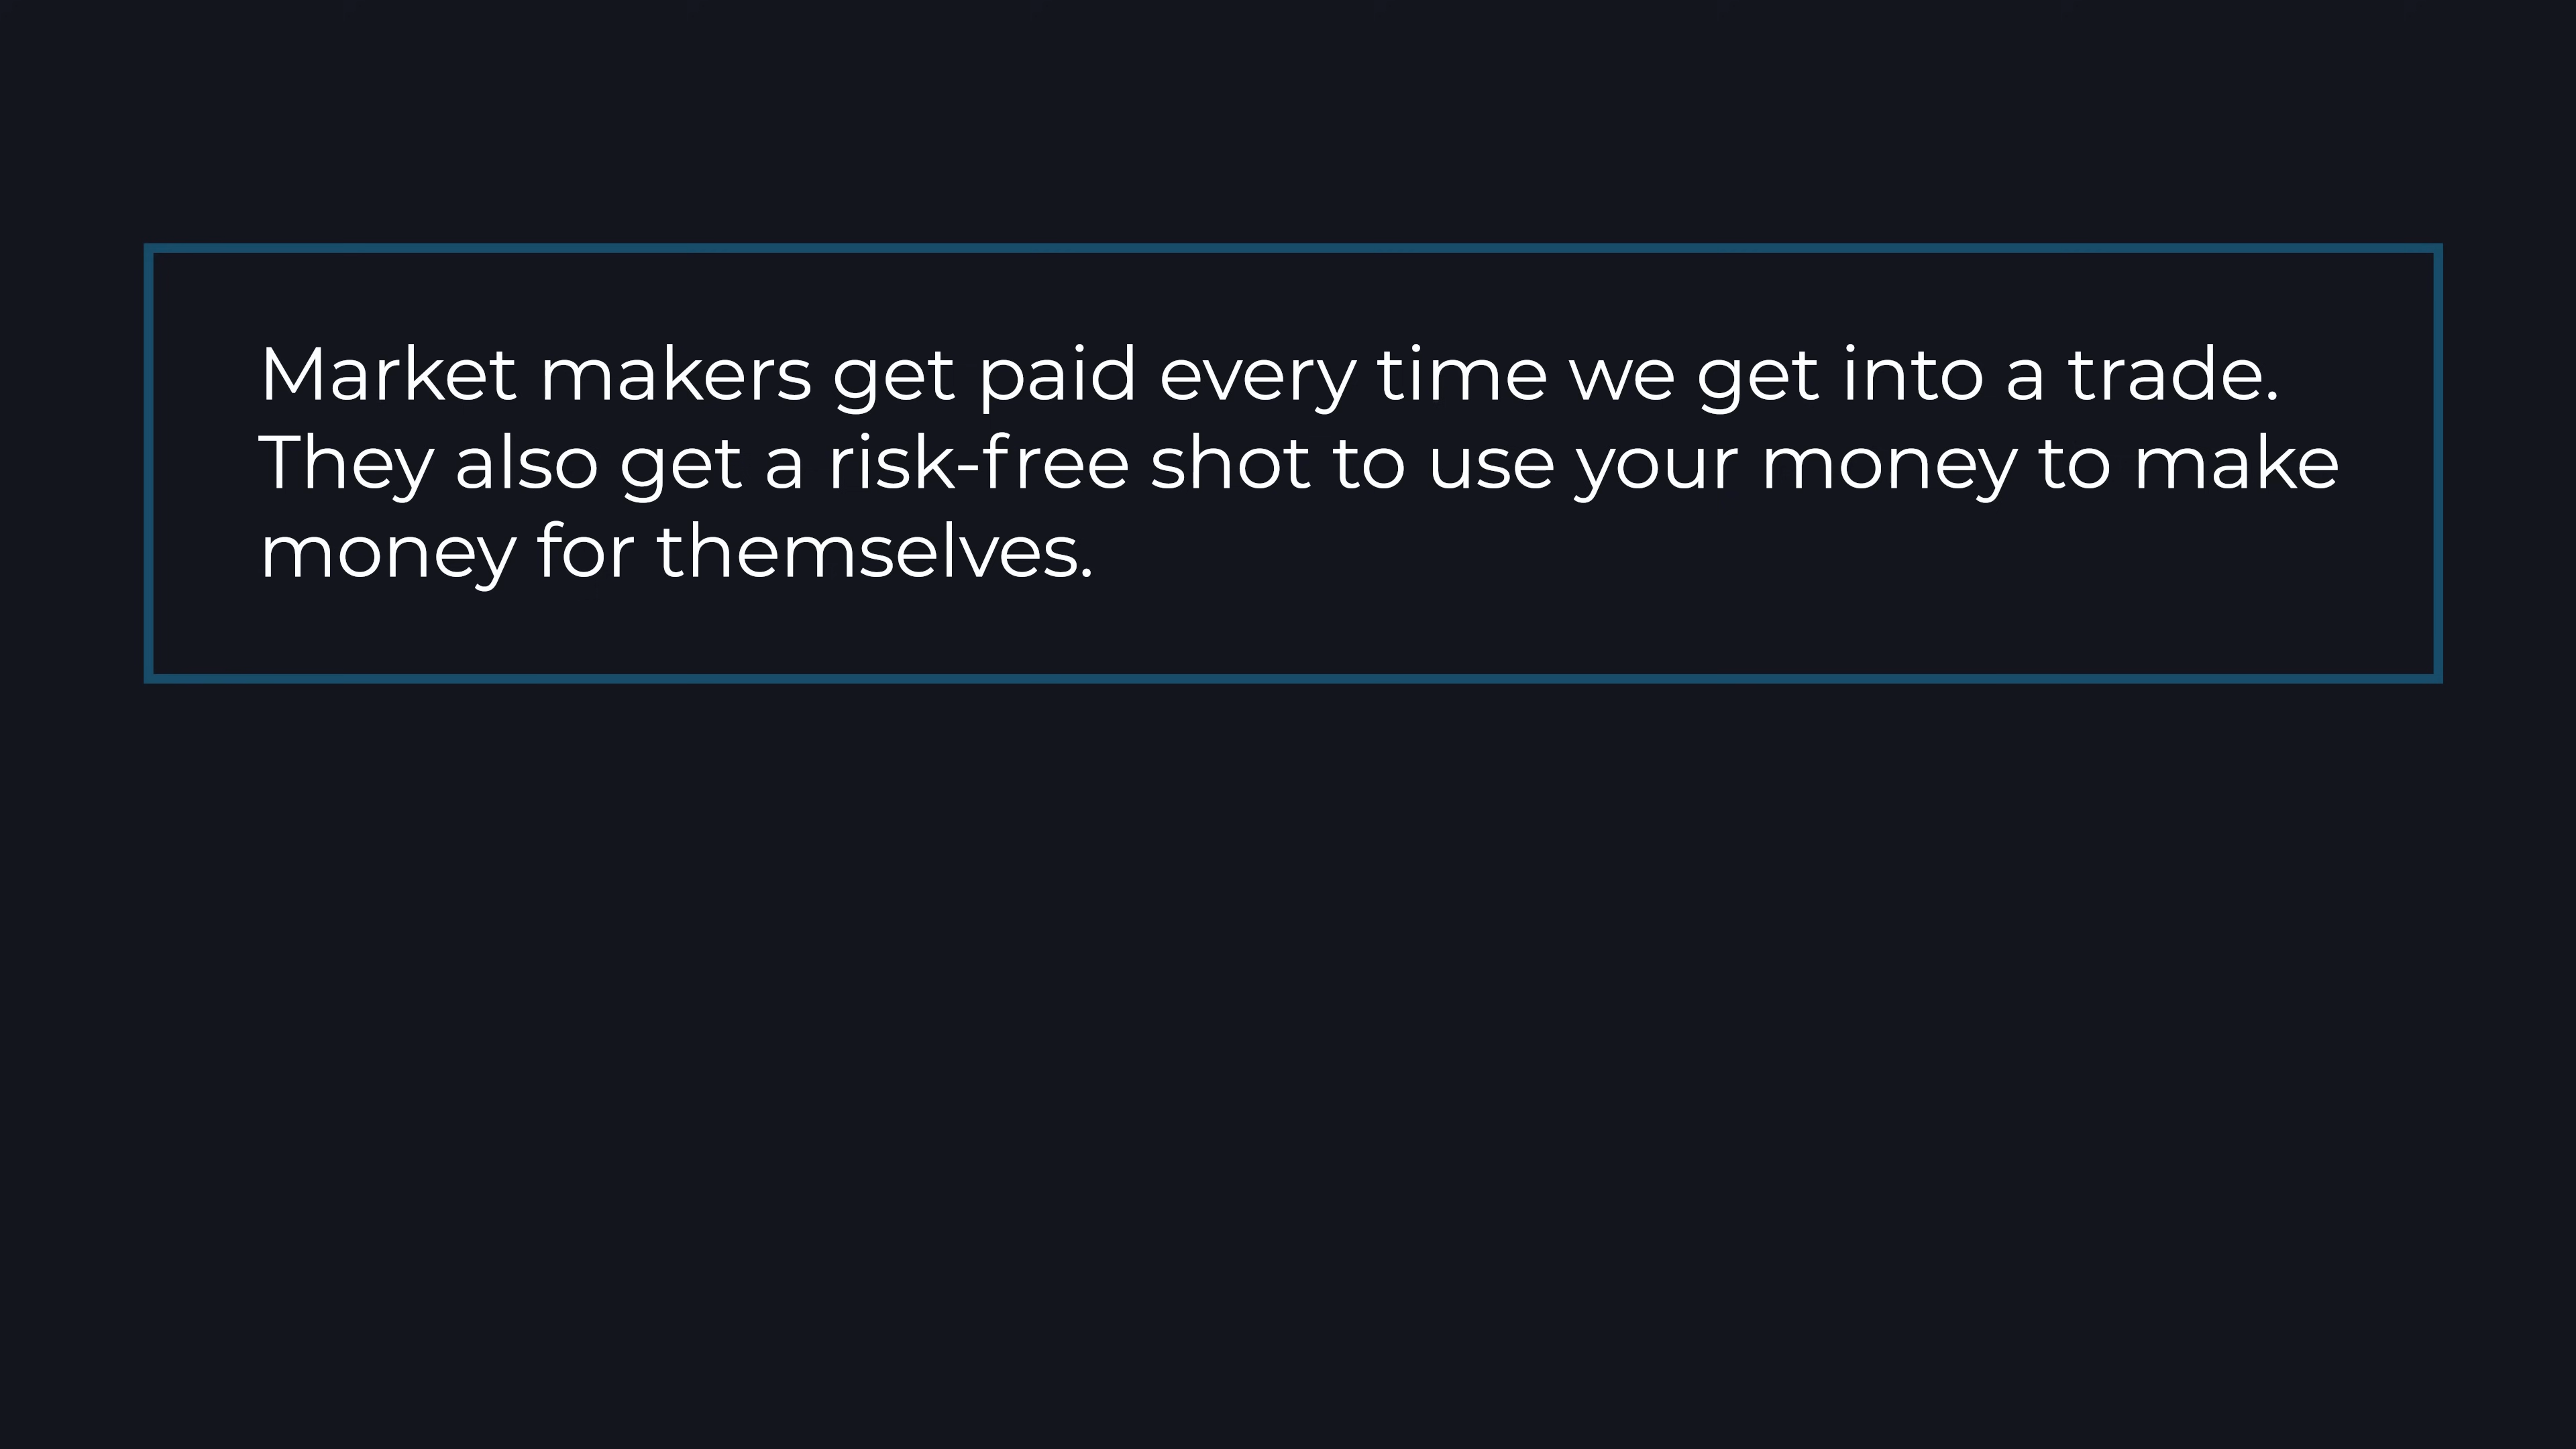 Market makers get paid every time we get into a trade.
They also get a risk-free shot to use your money to make
money for themselves.